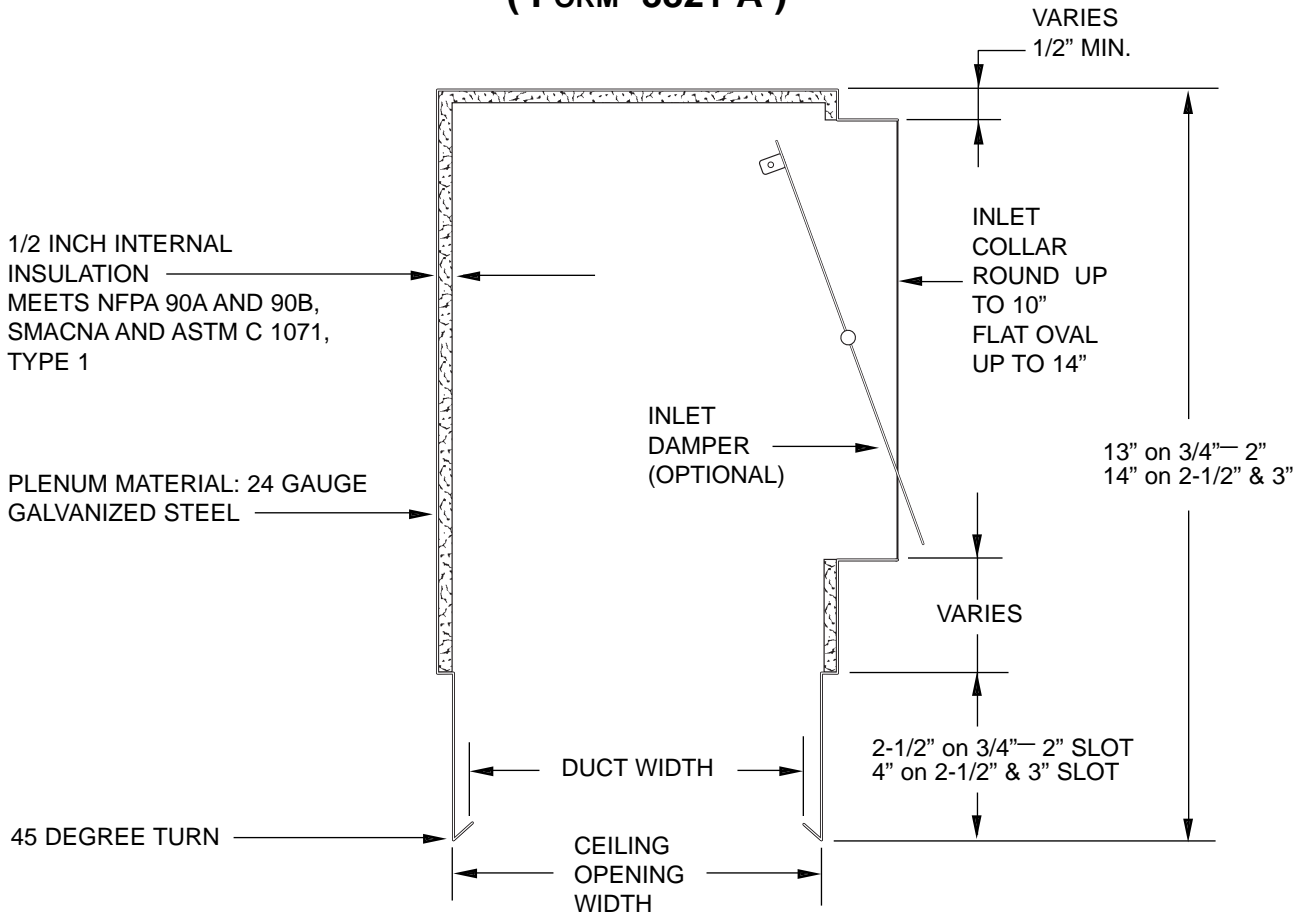 VARIES
1/2” MIN.
1/2 INCH INTERNAL
INSULATION
MEETS NFPA 90A AND 90B,
SMACNA AND ASTM C 1071,
TYPE 1
INLET
COLLAR
ROUND UP
TO 10”
FLAT OVAL
UP TO 14”
INLET
DAMPER
(OPTIONAL)
13” on 3/4”— 2”
14” on 2-1/2” & 3”
PLENUM MATERIAL: 24 GAUGE
GALVANIZED STEEL
VARIES
2-1/2” on 3/4”— 2” SLOT
4” on 2-1/2” & 3” SLOT
DUCT WIDTH
45 DEGREE TURN
CEILING
OPENING
WIDTH